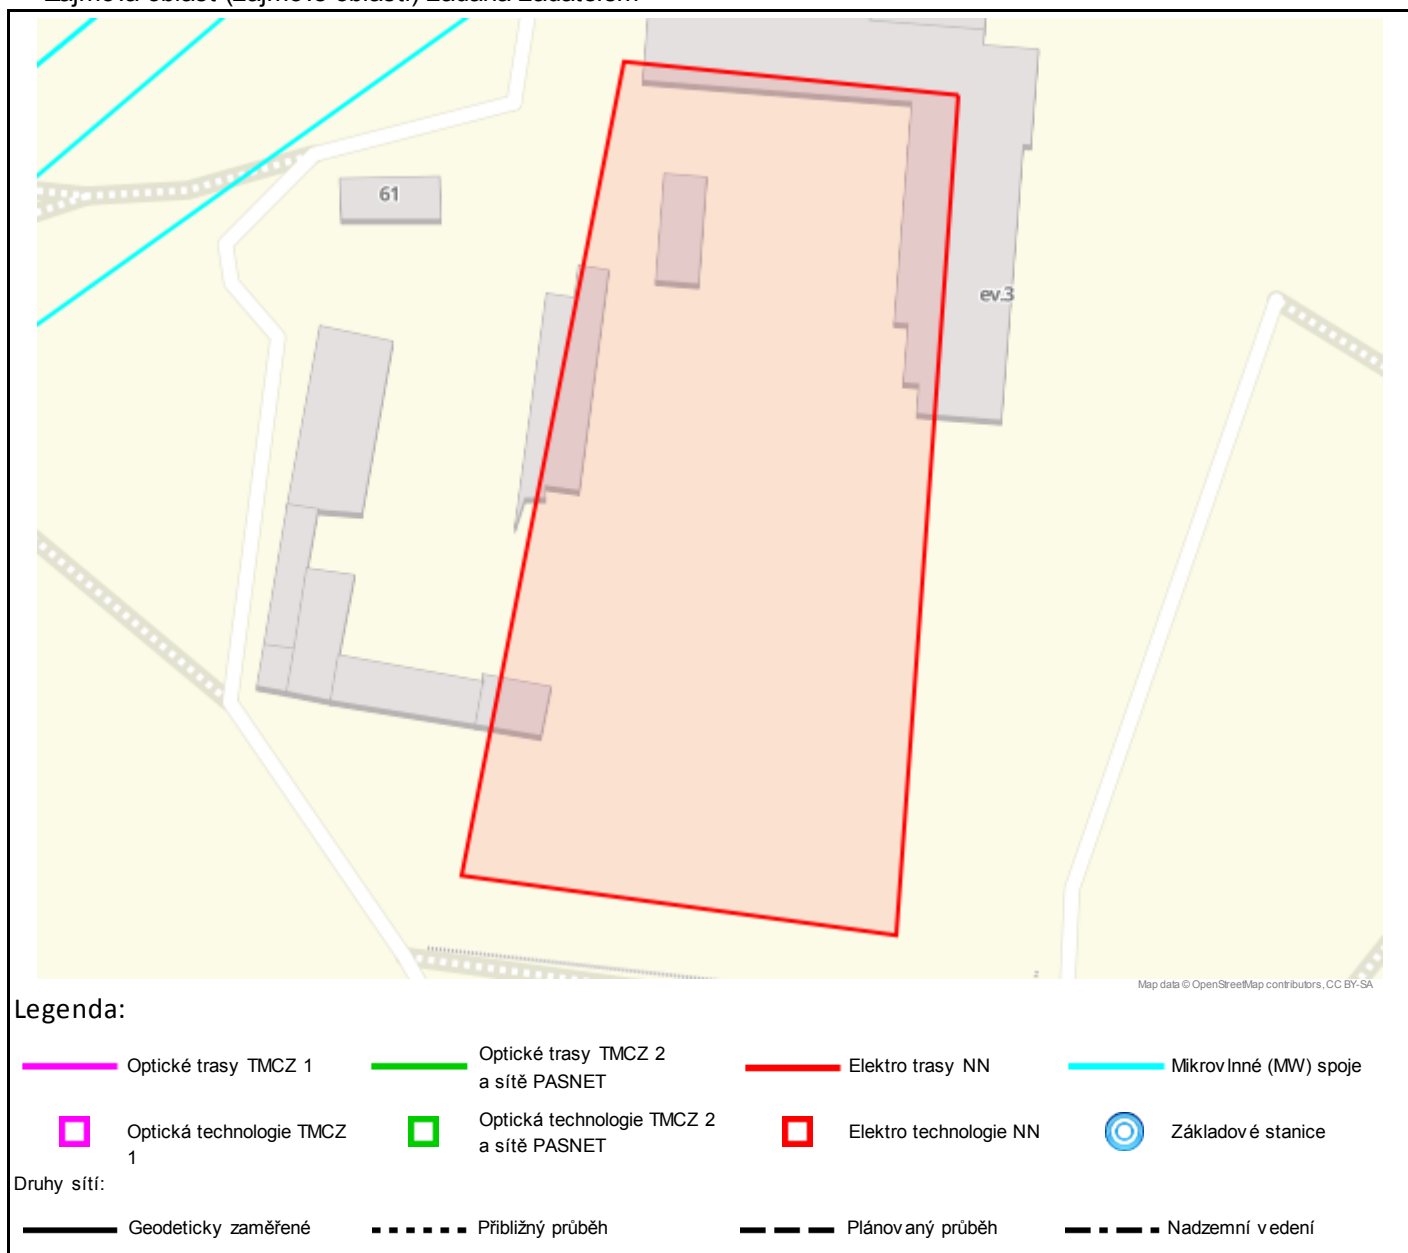 61
ev.3
Map data © OpenStreetMap contributors, CC BY-SA
Legenda:
Optické trasy TMCZ 1
Optické trasy TMCZ 2
a sítě PASNET
Elektro trasy NN
Mikrovlnné (MW) spoje
Optická technologie TMCZ
1
Optická technologie TMCZ 2
a sítě PASNET
Elektro technologie NN
Základové stanice
Druhy sítí:
Geodeticky zaměřené
Přibližný průběh
Plánovaný průběh
Nadzemní vedení